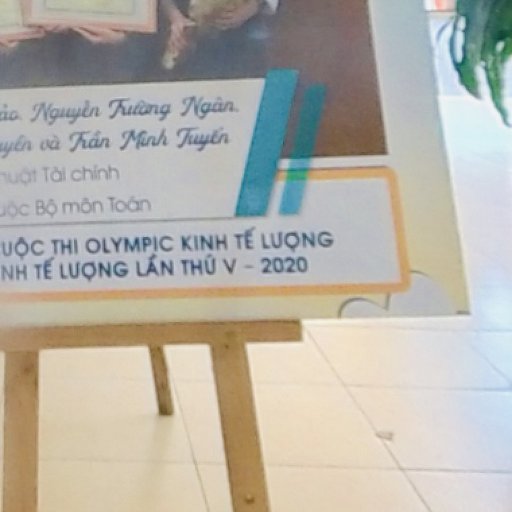 ảo, Nguyễn Trường Ngân,
uyên và Trần Minh Tuyến
huật Tài chính
uộc Bộ môn Toán
UỘC THI OLYMPIC KINH TẾ LƯỢNG
NH TẾ LƯỢNG LẦN THỨ V - 2020